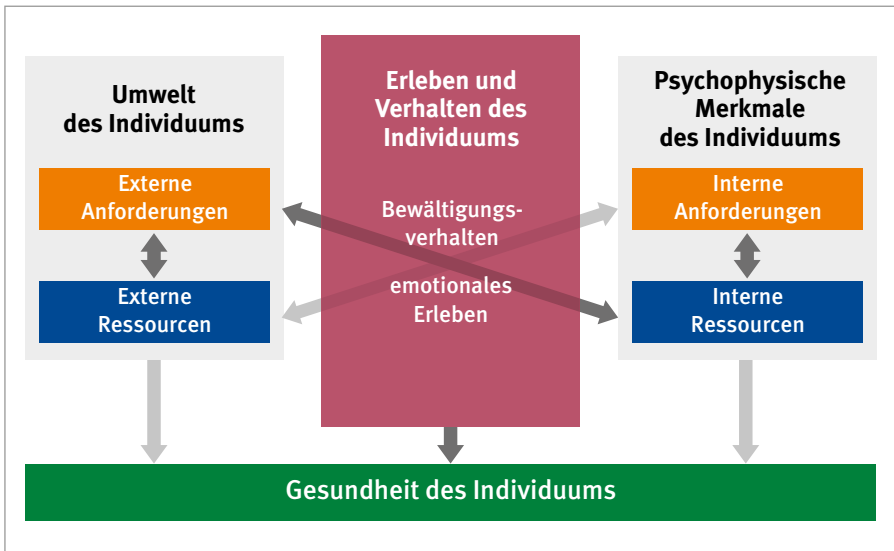 Umwelt
des Individuums
Externe
Anforderungen
Externe
Ressourcen
Erleben und
Verhalten des
Individuums
Bewältigungs-
verhalten
emotionales
Erleben
Psychophysische
Merkmale
des Individuums
Interne
Anforderungen
Interne
Ressourcen
Gesundheit des Individuums